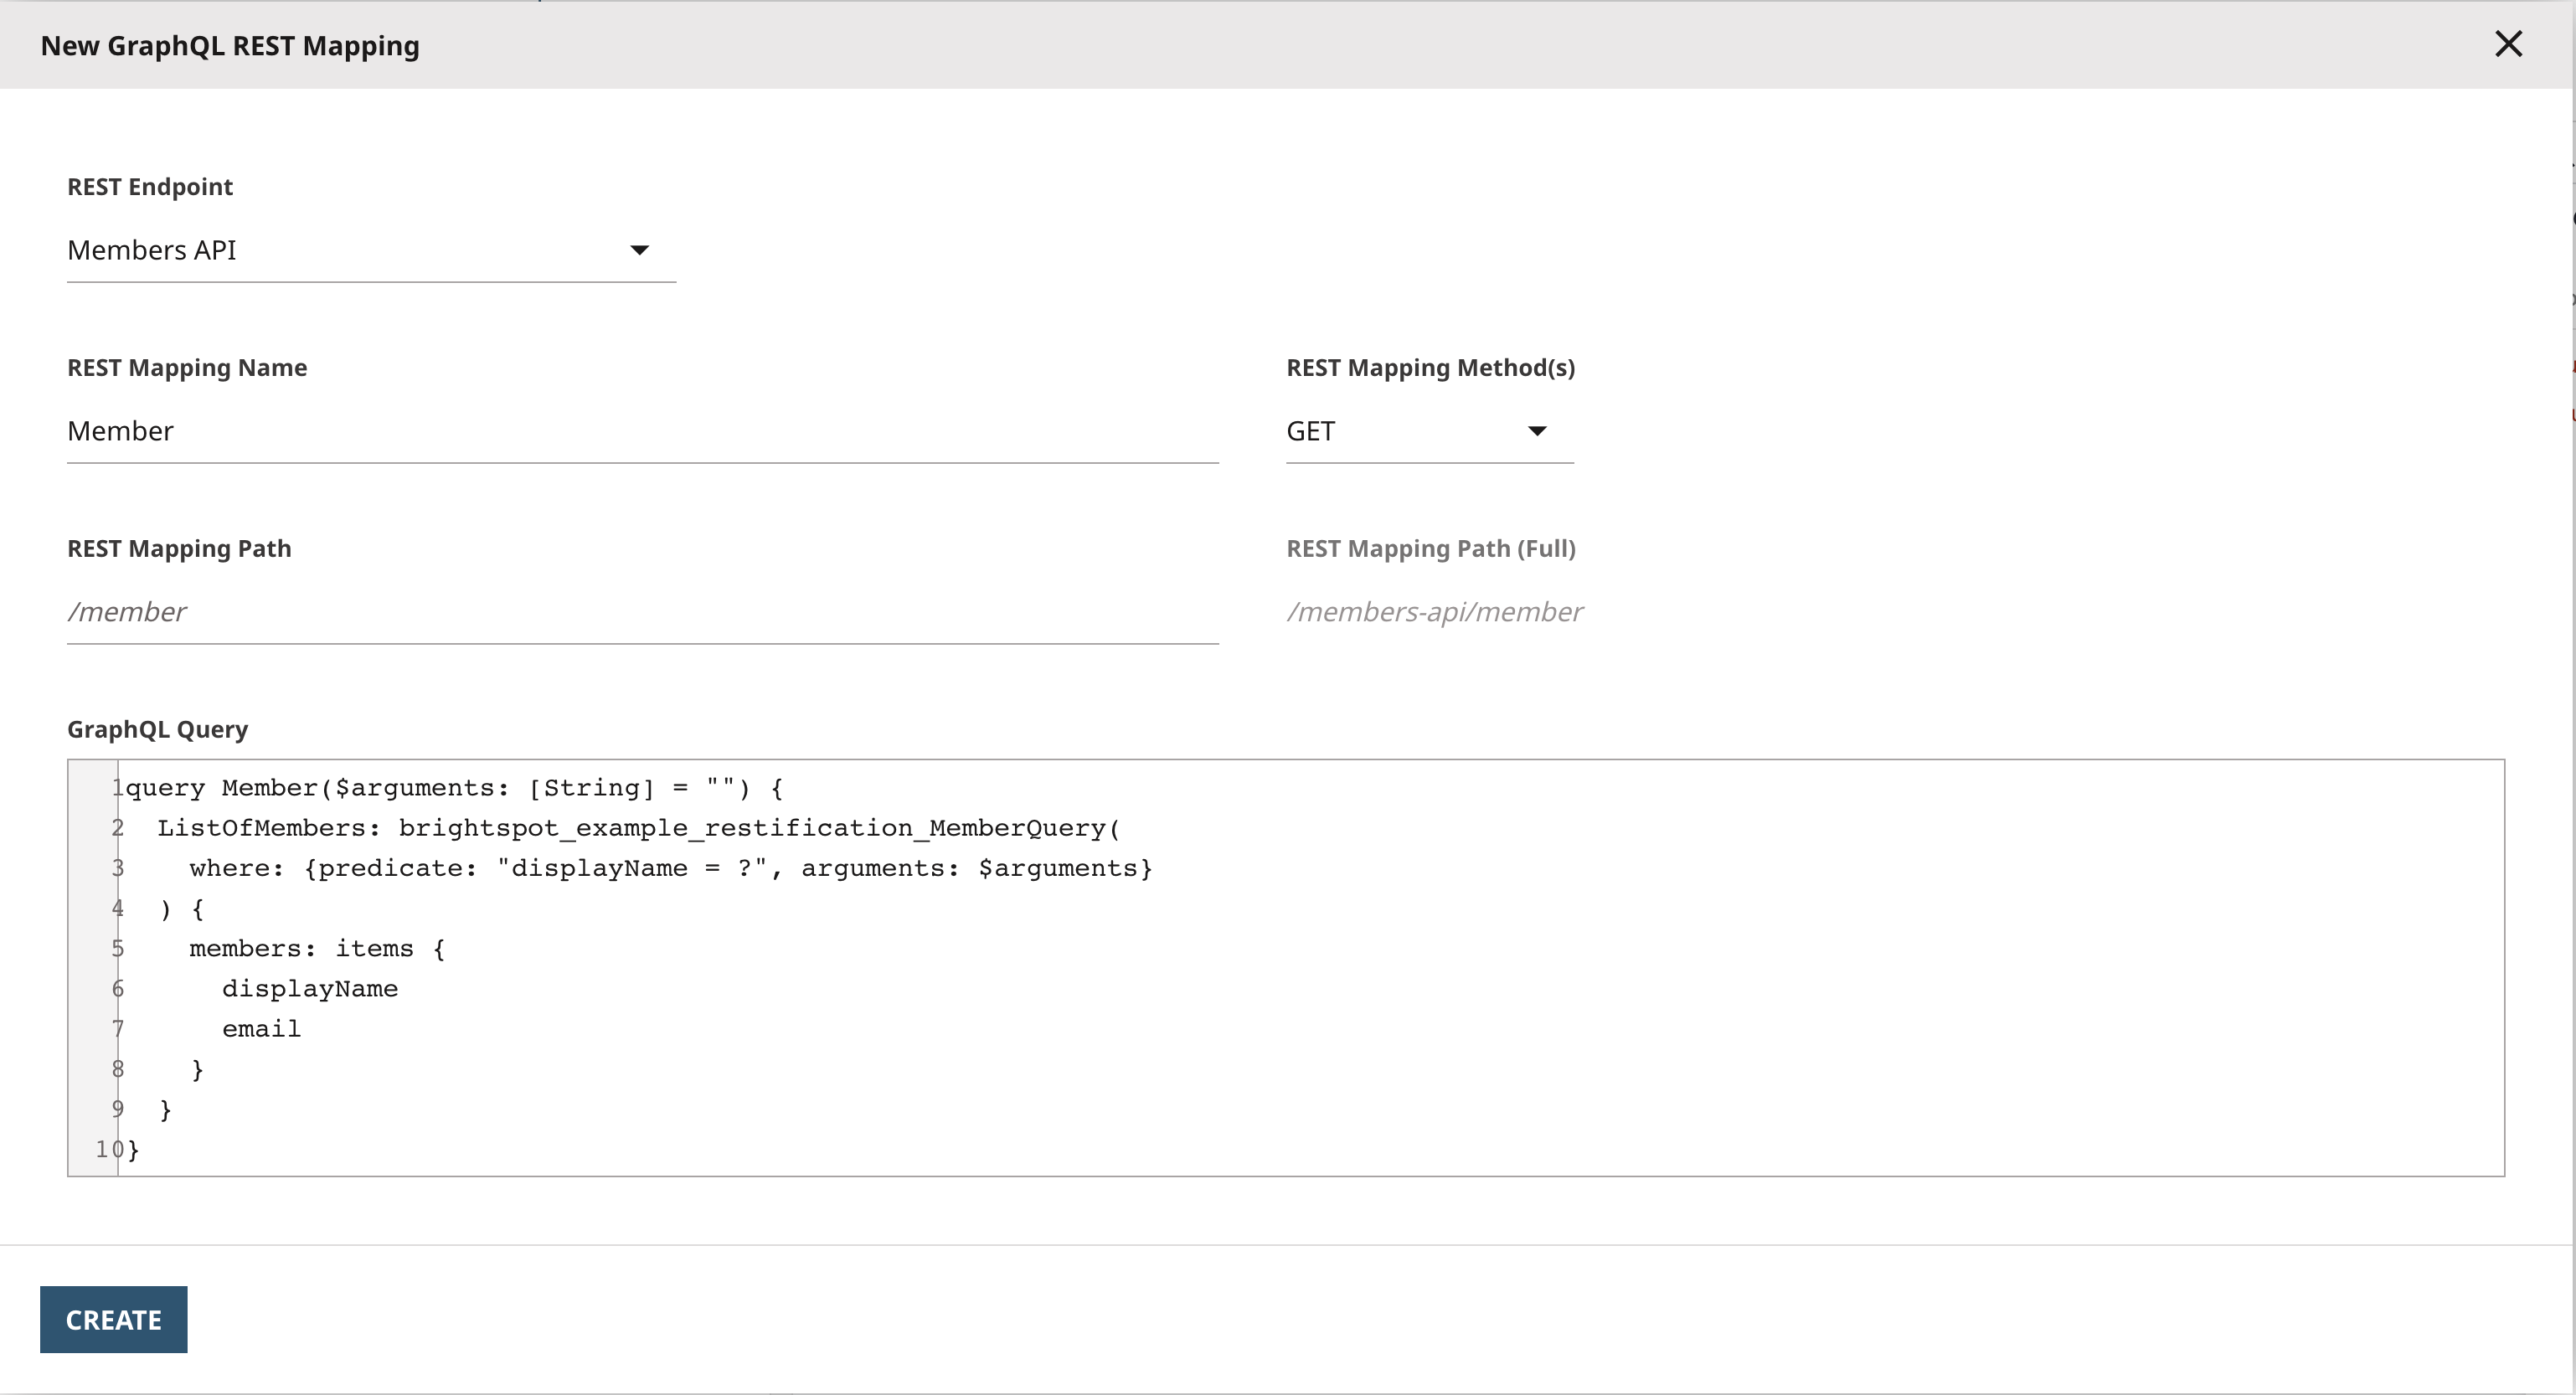 New GraphQL REST Mapping
REST Endpoint
Members API
REST Mapping Name
REST Mapping Method(s)
Member
GET
REST Mapping Path
REST Mapping Path (Full)
/member
/members-api/member
GraphQL Query
1 query Member($arguments: [String] = "") {
2   ListOfMembers: brightspot_example_restification_MemberQuery(
3     where: {predicate: "displayName = ?", arguments: $arguments}
4   ) {
5     members: items {
6       displayName
7       email
8     }
9   }
10 }
CREATE